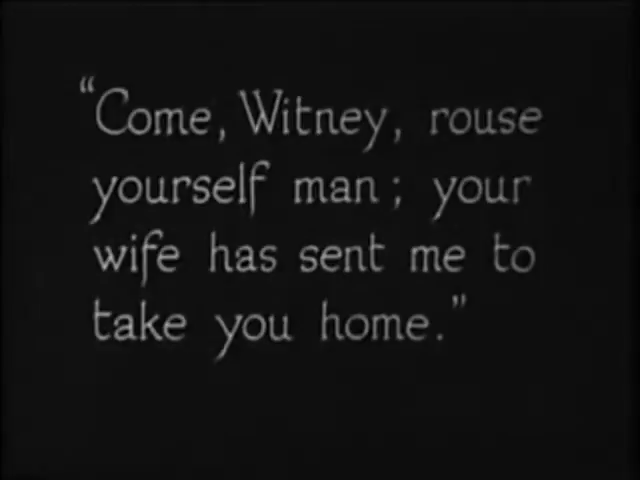 “Come, Witney, rouse
yourself man; your
wife has sent me to
take you home.”